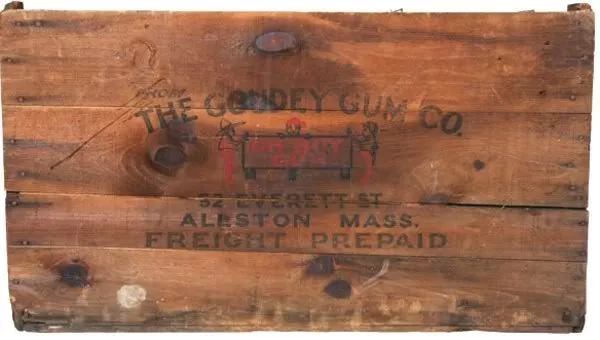 FROM
THE GOUDEY GUM CO.
52 EVERETT ST
ALLSTON MASS.
FREIGHT PREPAID